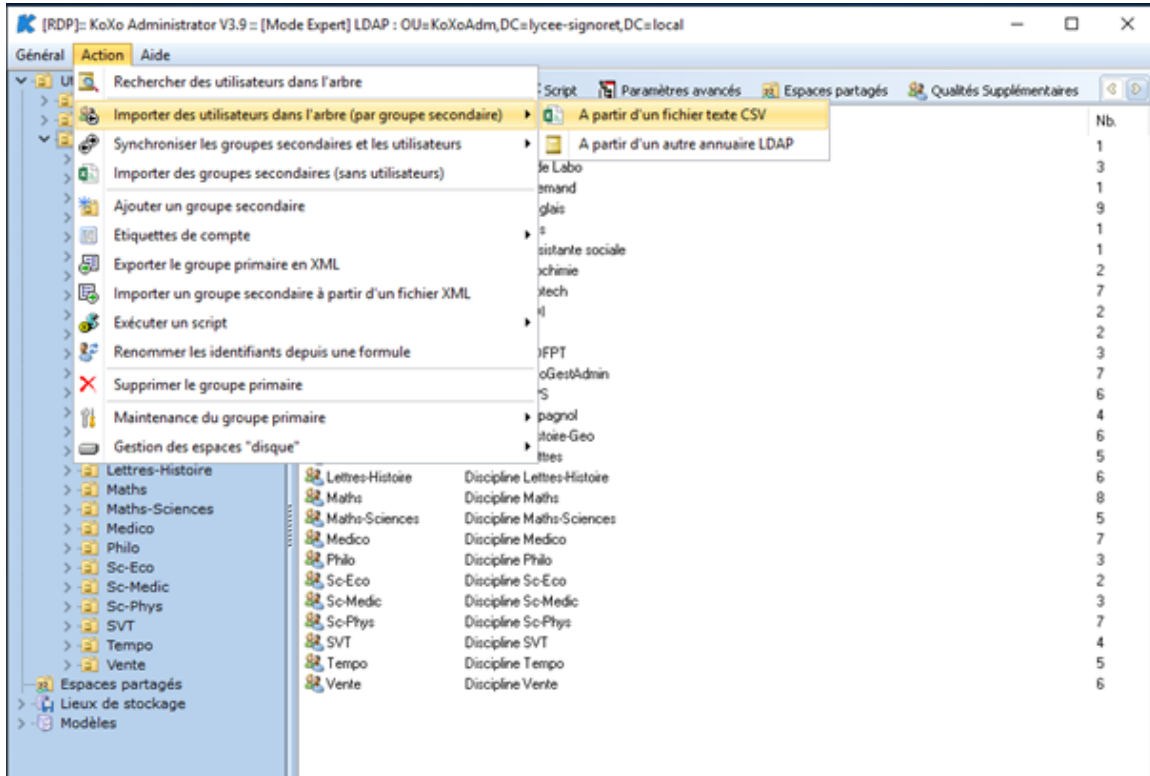 [RDP]:: KoXo Administrator V3.9 :: [Mode Expert] LDAP : OU=KoXoAdm,DC=lycee-signoret,DC=local
Général Action Aide
Rechercher des utilisateurs dans l'arbre
Script Paramètres avancés Espaces partagés Qualités Supplémentaires
Importer des utilisateurs dans l'arbre (par groupe secondaire) A partir d'un fichier texte CSV Nb.
Synchroniser les groupes secondaires et les utilisateurs A partir d'un autre annuaire LDAP 1
Importer des groupes secondaires (sans utilisateurs) de Labo 3
emand 1
Ajouter un groupe secondaire glais 9
Etiquettes de compte 1
sistante sociale 1
Exporter le groupe primaire en XML ochimie 2
Importer un groupe secondaire à partir d'un fichier XML otech 7
2
Exécuter un script 2
Renommer les identifiants depuis une formule DFPT 3
oGestAdmin 7
Supprimer le groupe primaire PS 6
Maintenance du groupe primaire pagnol 4
stoire-Geo 6
Gestion des espaces "disque" ttres 5
Lettres-Histoire Lettres-Histoire Discipline Lettres-Histoire 6
Maths Maths Discipline Maths 8
Maths-Sciences Maths-Sciences Discipline Maths-Sciences 5
Medico Medico Discipline Medico 7
Philo Philo Discipline Philo 3
Sc-Eco Sc-Eco Discipline Sc-Eco 2
Sc-Medic Sc-Medic Discipline Sc-Medic 3
Sc-Phys Sc-Phys Discipline Sc-Phys 7
SVT SVT Discipline SVT 4
Tempo Tempo Discipline Tempo 5
Vente Vente Discipline Vente 6
Espaces partagés
Lieux de stockage
Modèles